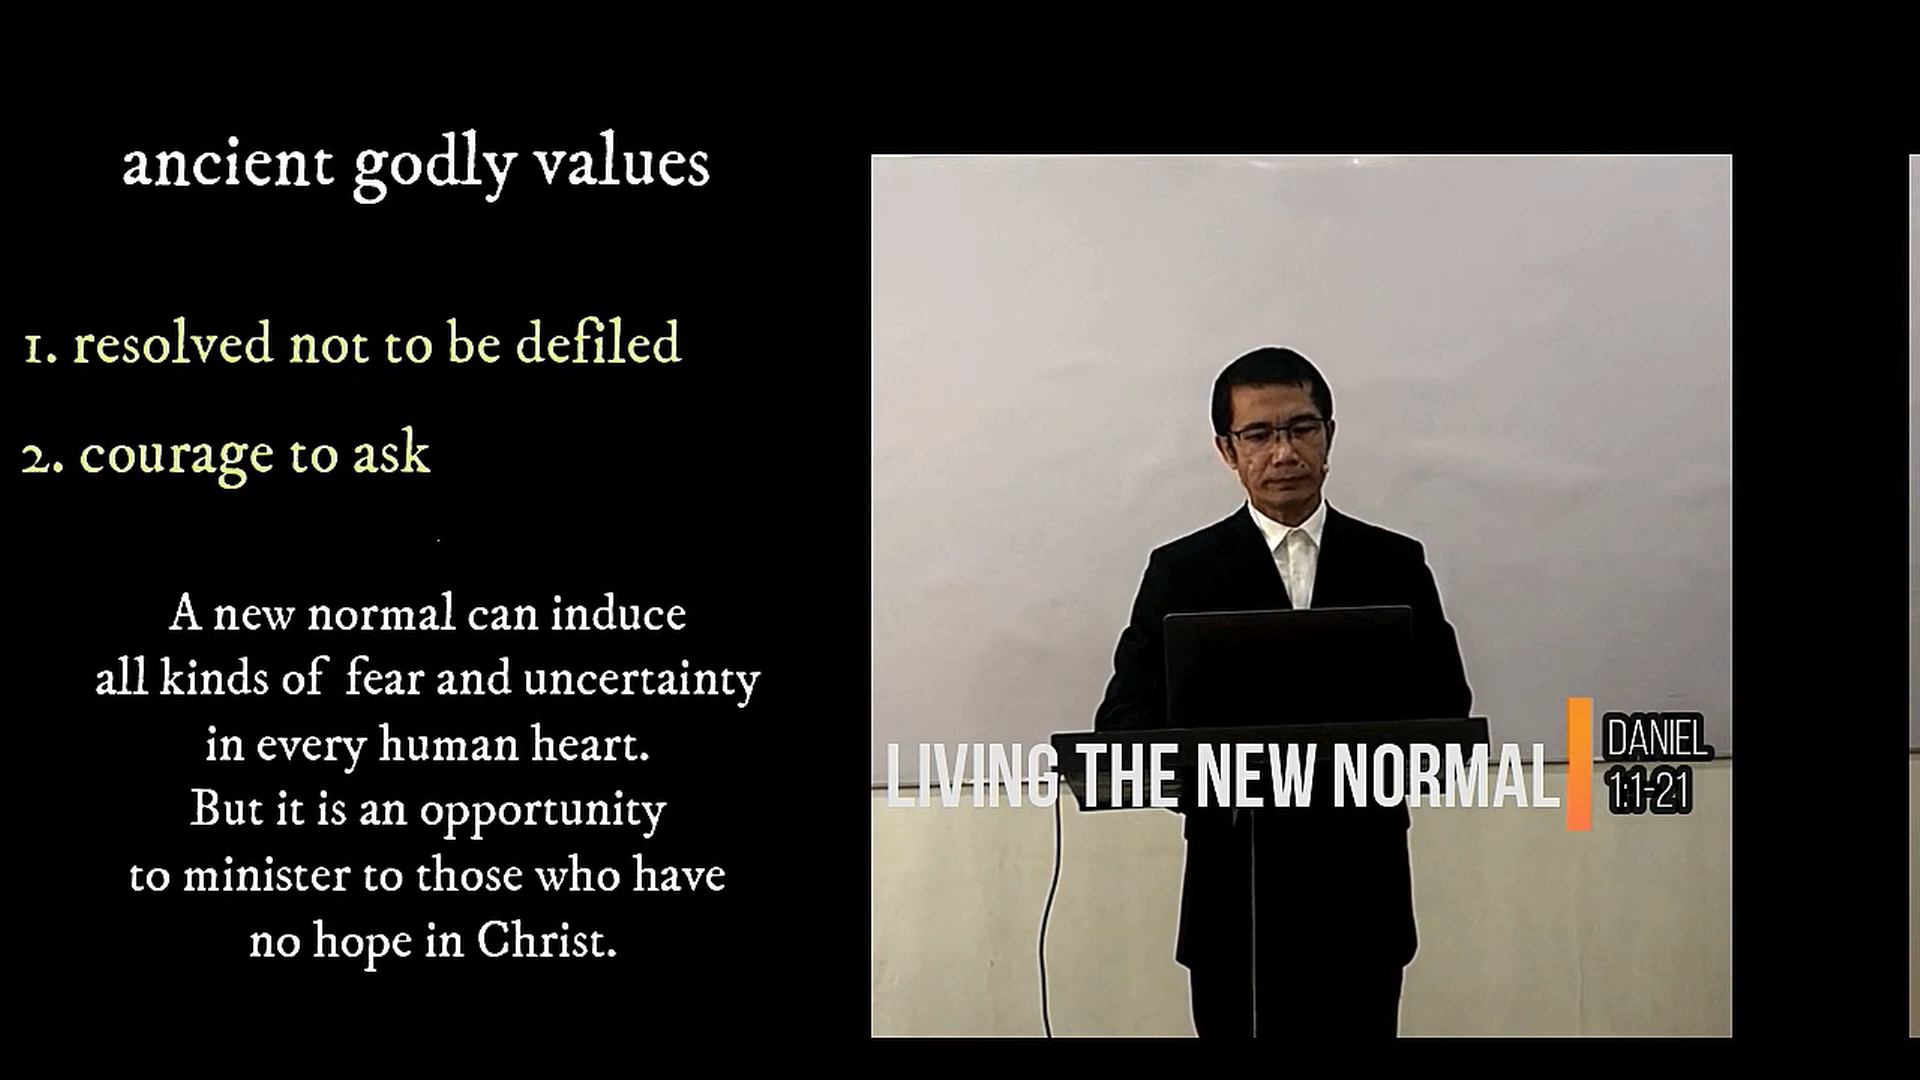 ancient godly values
1. resolved not to be defiled
2. courage to ask
A new normal can induce
all kinds of fear and uncertainty
in every human heart.
But it is an opportunity
to minister to those who have
no hope in Christ.
LIVING THE NEW NORMAL
DANIEL
1:1-21